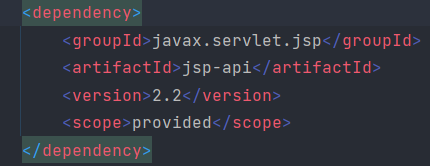 <dependency>
<groupId>javax.servlet.jsp</groupId>
<artifactId>jsp-api</artifactId>
<version>2.2</version>
<scope>provided</scope>
</dependency>